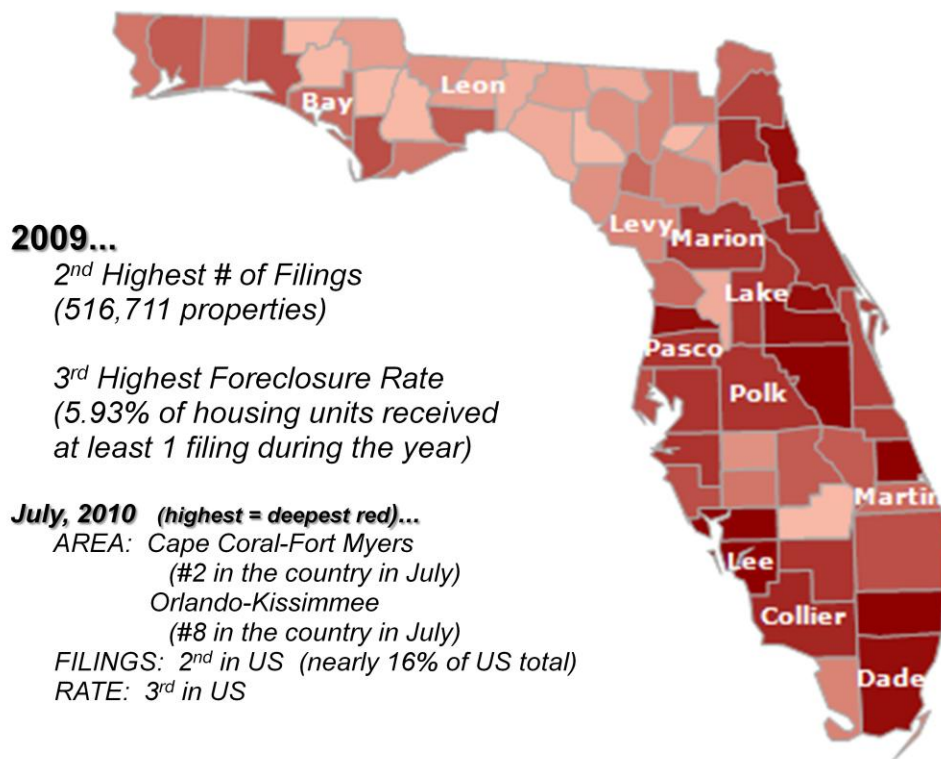 Leon
Bay
Levy
Marion
Lake
Pasco
Polk
Martin
Lee
Collier
Dade
2009...
2nd Highest # of Filings
(516,711 properties)
3rd Highest Foreclosure Rate
(5.93% of housing units received
at least 1 filing during the year)
July, 2010 (highest = deepest red)...
AREA: Cape Coral-Fort Myers
(#2 in the country in July)
Orlando-Kissimmee
(#8 in the country in July)
FILINGS: 2nd in US (nearly 16% of US total)
RATE: 3rd in US